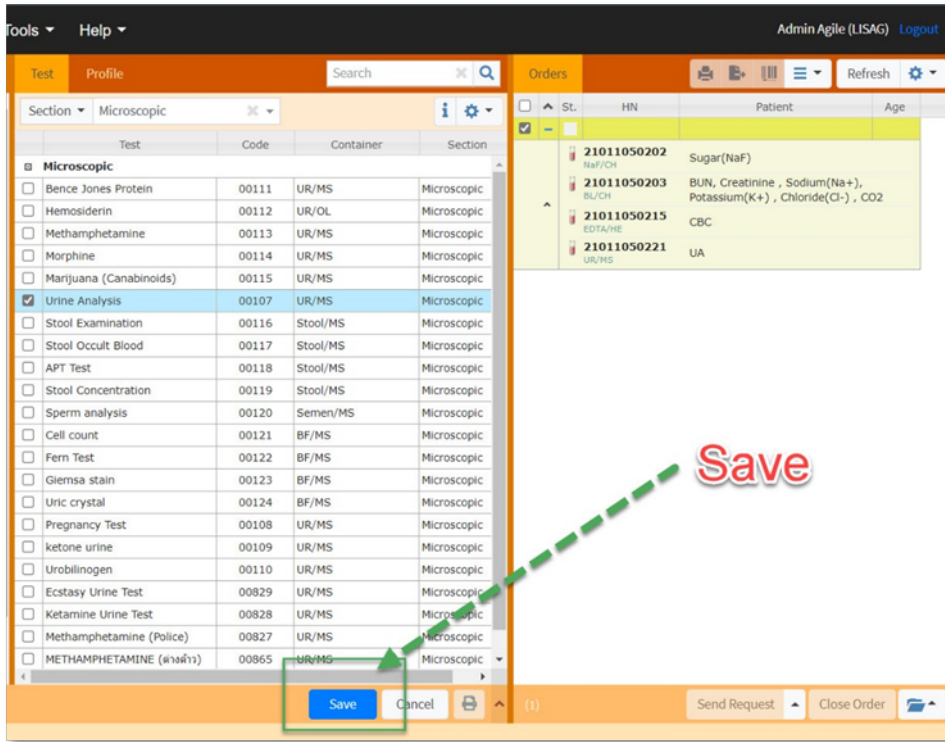 Tools Help Admin Agile (LISAG) Logout
Test Profile Search Orders Refresh
Section Microscopic
St. HN Patient Age
Test Code Container Section
Microscopic
Bence Jones Protein 00111 UR/MS Microscopic
Hemosiderin 00112 UR/OL Microscopic
Methamphetamine 00113 UR/MS Microscopic
Morphine 00114 UR/MS Microscopic
Marijuana (Canabinoids) 00115 UR/MS Microscopic
Urine Analysis 00107 UR/MS Microscopic
Stool Examination 00116 Stool/MS Microscopic
Stool Occult Blood 00117 Stool/MS Microscopic
APT Test 00118 Stool/MS Microscopic
Stool Concentration 00119 Stool/MS Microscopic
Sperm analysis 00120 Semen/MS Microscopic
Cell count 00121 BF/MS Microscopic
Fern Test 00122 BF/MS Microscopic
Giemsa stain 00123 BF/MS Microscopic
Uric crystal 00124 BF/MS Microscopic
Pregnancy Test 00108 UR/MS Microscopic
ketone urine 00109 UR/MS Microscopic
Urobilinogen 00110 UR/MS Microscopic
Ecstasy Urine Test 00829 UR/MS Microscopic
Ketamine Urine Test 00828 UR/MS Microscopic
Methamphetamine (Police) 00827 UR/MS Microscopic
METHAMPHETAMINE (ต่างด้าว) 00865 UR/MS Microscopic
21011050202 Sugar(NaF)
NaF/CH
21011050203 BUN, Creatinine , Sodium(Na+),
BL/CH Potassium(K+) , Chloride(Cl-) , CO2
21011050215 CBC
EDTA/HE
21011050221 UA
UR/MS
Save
Save Cancel (1) Send Request Close Order